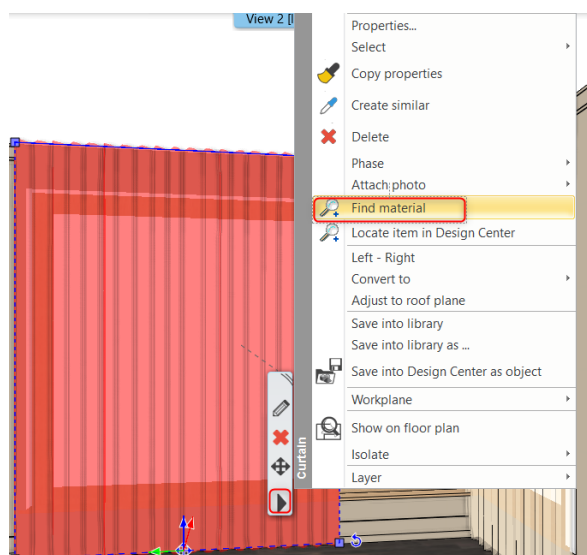 View 2 [
Properties...
Select
Copy properties
Create similar
Delete
Phase
Attach photo
Find material
Locate item in Design Center
Left - Right
Convert to
Adjust to roof plane
Save into library
Save into library as ...
Save into Design Center as object
Workplane
Show on floor plan
Isolate
Layer
Curtain